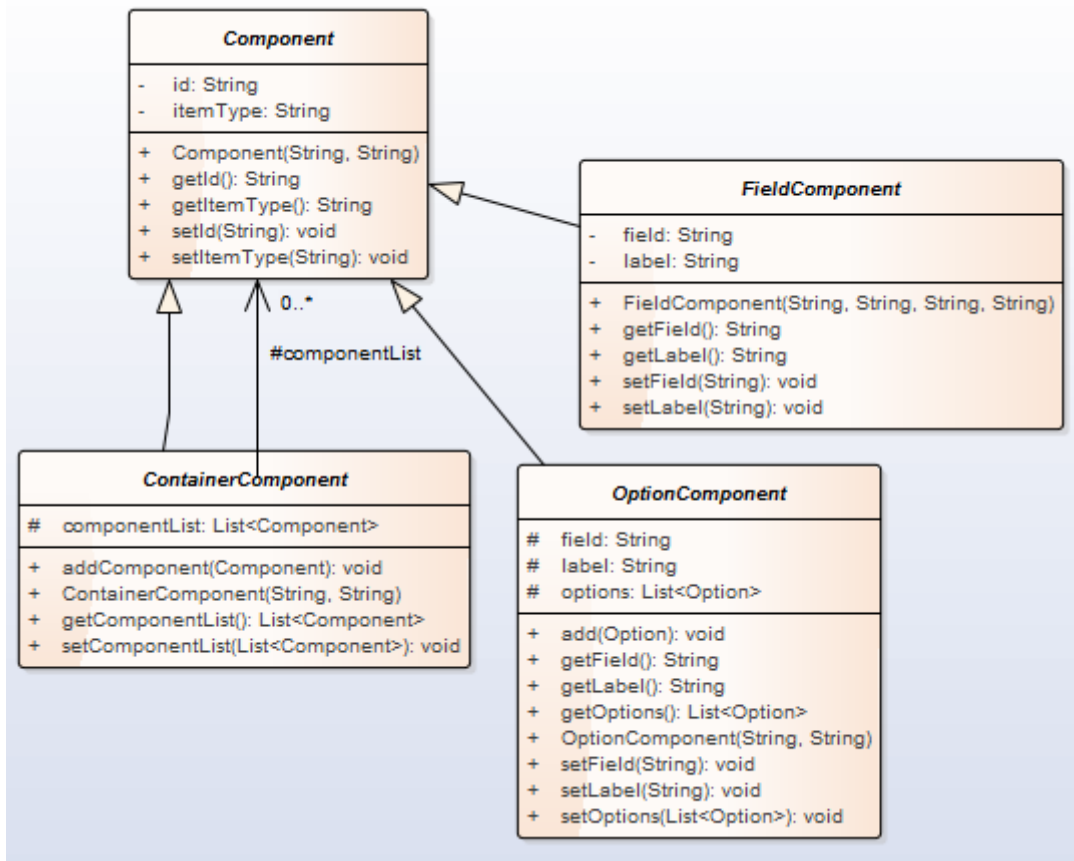 Component
- id: String
- itemType: String
+ Component(String, String)
+ getId(): String
+ getItemType(): String
+ setId(String): void
+ setItemType(String): void
0..*
#componentList
FieldComponent
- field: String
- label: String
+ FieldComponent(String, String, String, String)
+ getField(): String
+ getLabel(): String
+ setField(String): void
+ setLabel(String): void
ContainerComponent
# componentList: List<Component>
+ addComponent(Component): void
+ ContainerComponent(String, String)
+ getComponentList(): List<Component>
+ setComponentList(List<Component>): void
OptionComponent
# field: String
# label: String
# options: List<Option>
+ add(Option): void
+ getField(): String
+ getLabel(): String
+ getOptions(): List<Option>
+ OptionComponent(String, String)
+ setField(String): void
+ setLabel(String): void
+ setOptions(List<Option>): void